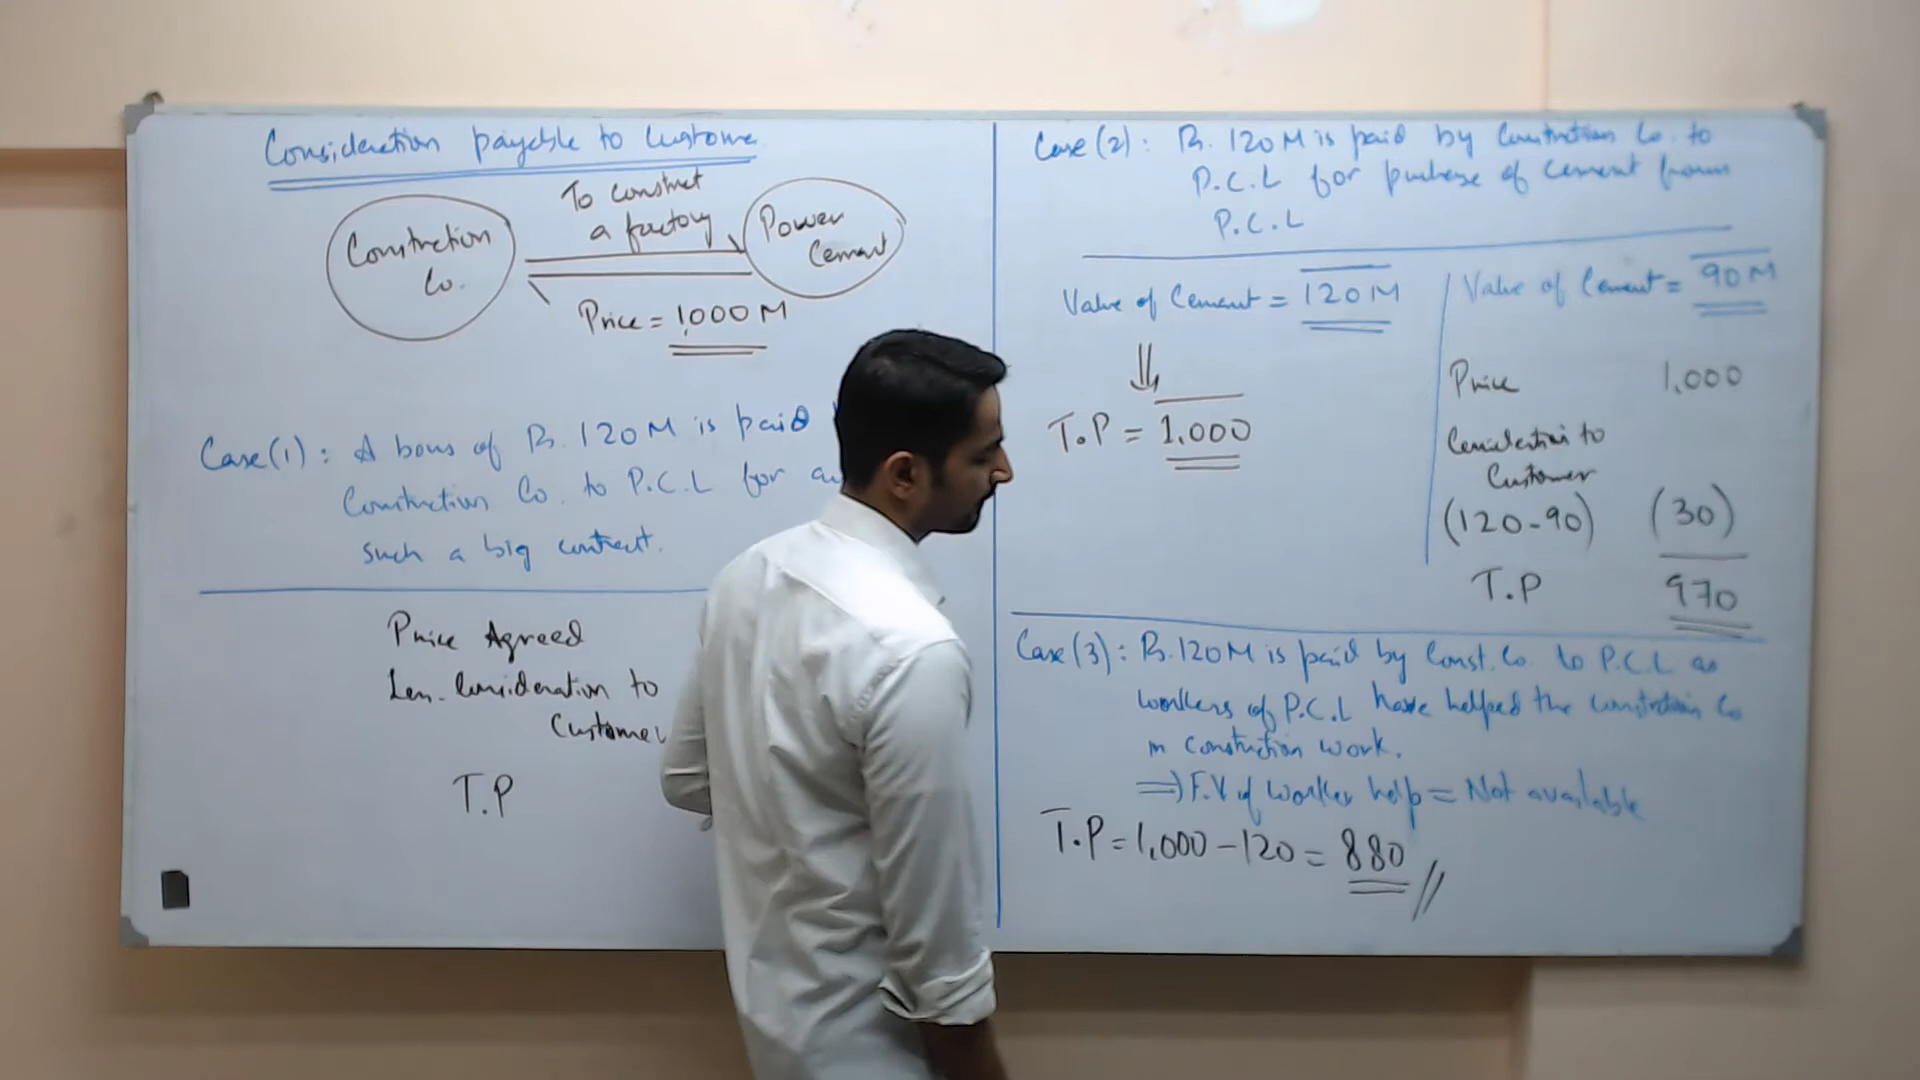 Consideration payable to Custome
Construction
Co.
To construct
a factory
Price = 1,000 M
Power
Cement
Case (1) : A bonus of Rs. 120 M is paid
Construction Co. to P.C.L for
such a big contract.
Price Agreed
Less. Consideration to
Customer
T.P
Case (2) : Rs. 120 M is paid by Construction Co. to
P.C.L for purchase of cement from
P.C.L
Value of Cement = 120 M
T.P = 1,000
Value of Cement = 90 M
Price 1,000
Consideration to
Customer
(120-90) (30)
T.P 970
Case (3) : Rs. 120 M is paid by Const. Co. to P.C.L as
workers of P.C.L have helped the construction Co
in construction work.
⇒ F.V of worker help = Not available
T.P = 1,000 - 120 = 880 //